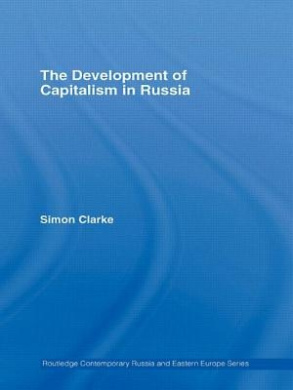 The Development of
Capitalism in Russia
Simon Clarke
Routledge Contemporary Russia and Eastern Europe Series